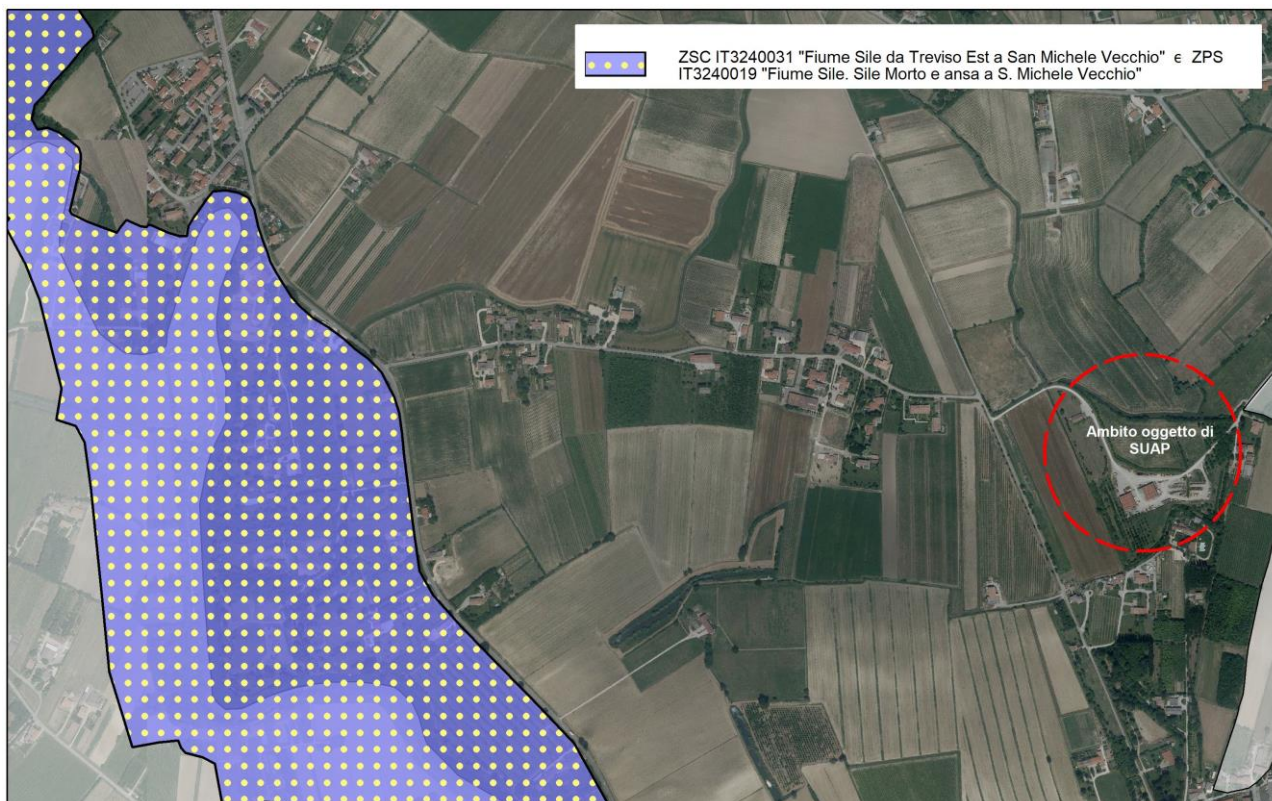 ZSC IT3240031 "Fiume Sile da Treviso Est a San Michele Vecchio" e ZPS
IT3240019 "Fiume Sile. Sile Morto e ansa a S. Michele Vecchio"
Ambito oggetto di
SUAP